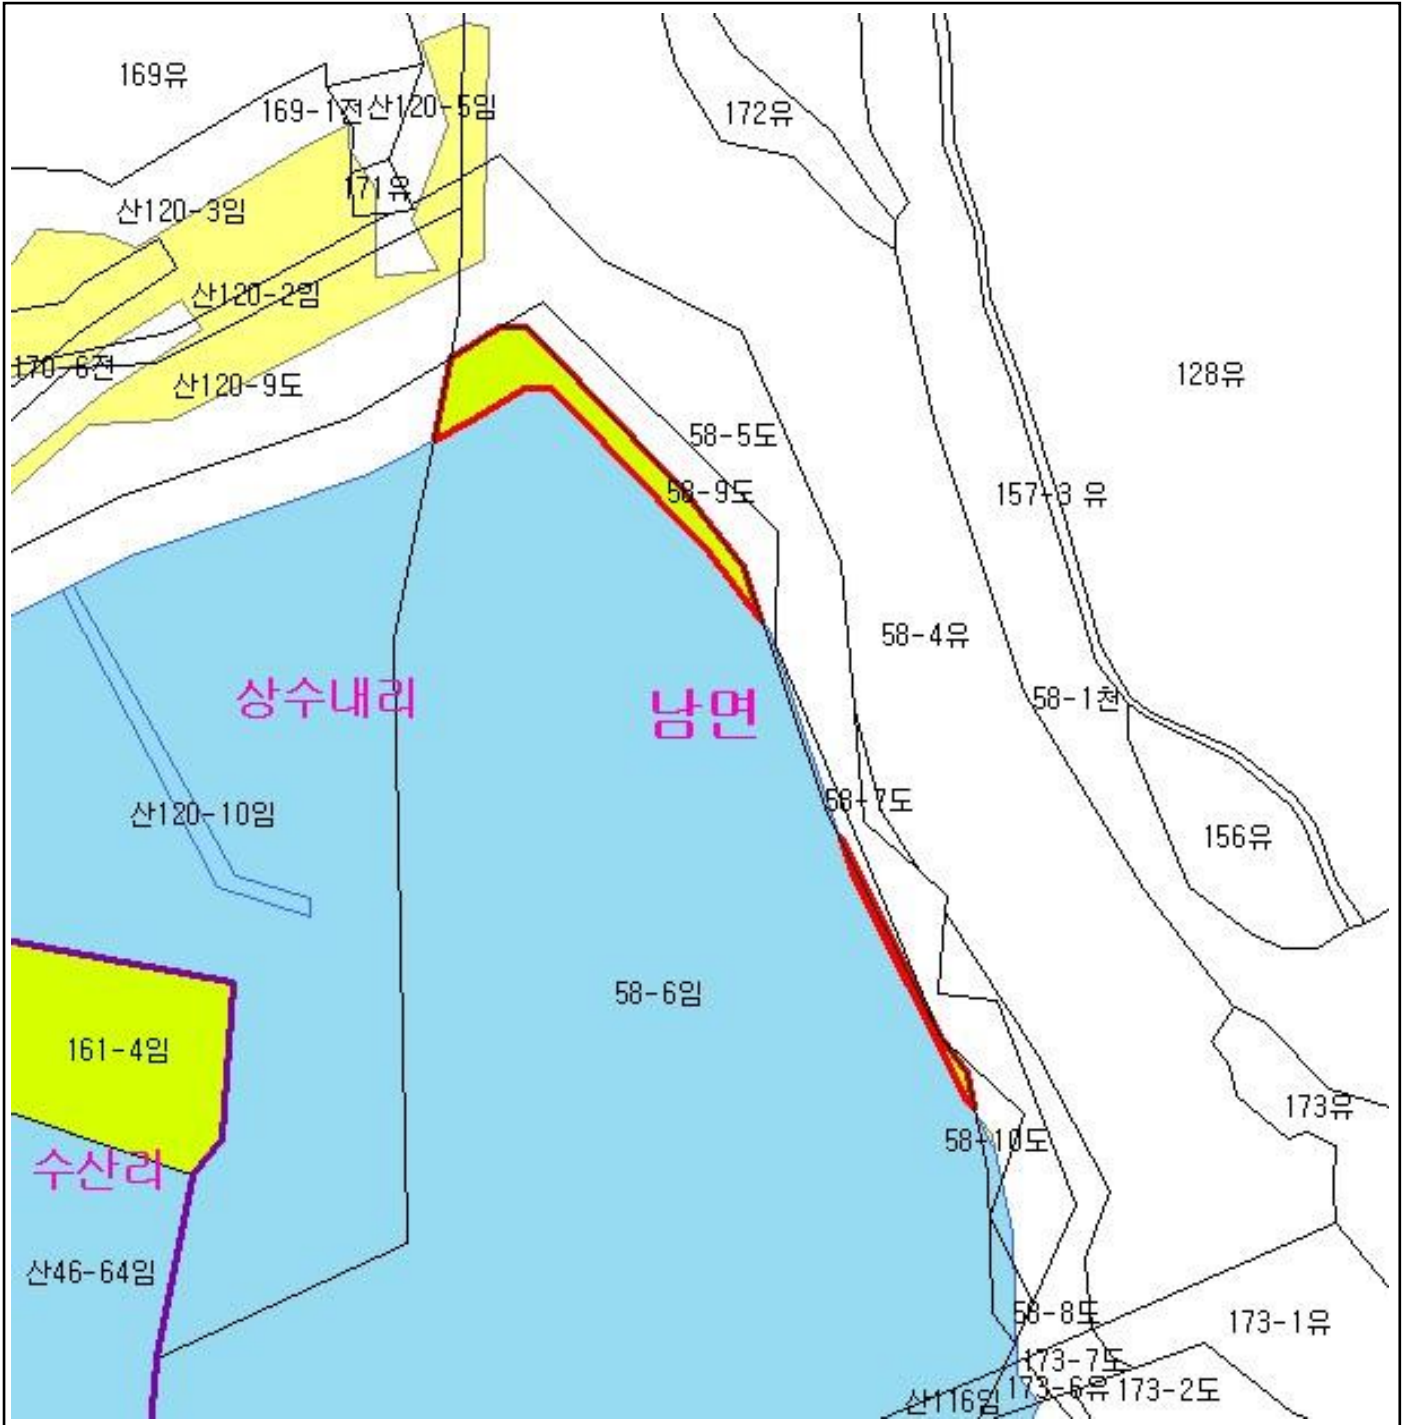 169유
169-1전
산120-5임
172유
171유
산120-3임
산120-2임
170-6전
산120-9도
128유
58-5도
58-9도
157-3 유
58-4유
상수내리
남면
58-1천
58-7도
산120-10임
156유
58-6임
161-4임
173유
58-10도
수산리
산46-64임
58-8도
173-1유
173-7도
173-6유
173-2도
산116임